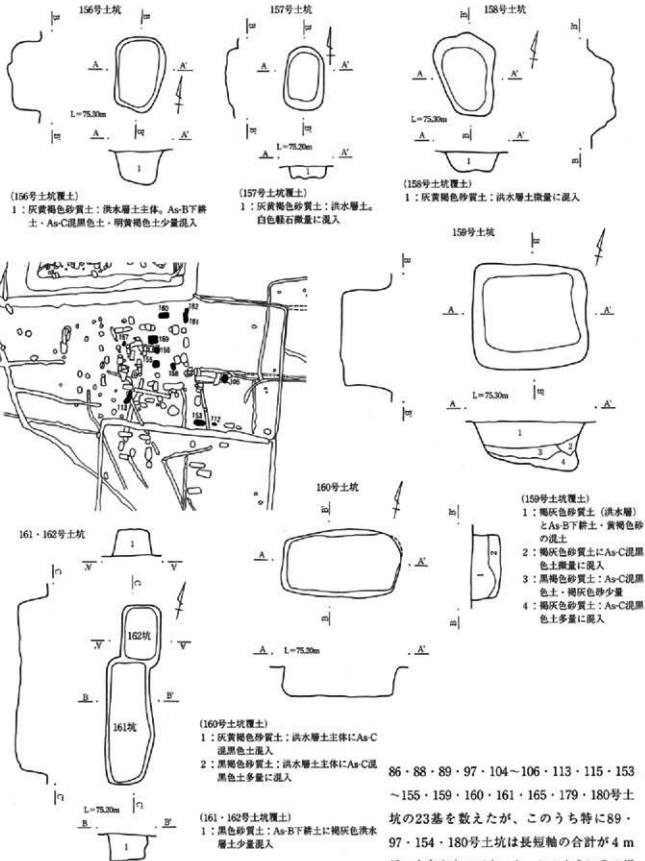 156号土坑
A
A'
B
B'
L=75.30m
A
A'
1
(156号土坑覆土)
1：灰黄褐色砂質土：洪水層土主体。As-B下耕
土・As-C混黒色土・明黄褐色土少量混入
157号土坑
B
B'
A
A'
L=75.20m
A
A'
1
(157号土坑覆土)
1：灰黄褐色砂質土：洪水層土。
白色軽石微量に混入
158号土坑
B
B'
A
A'
L=75.30m
A
A'
1
(158号土坑覆土)
1：灰黄褐色砂質土：洪水層土微量に混入
160
162
161
157
159
113
153
112
159号土坑
B
B'
A
A'
L=75.30m
A
A'
1
2
3
4
(159号土坑覆土)
1：褐灰色砂質土（洪水層）
とAs-B下耕土・黄褐色砂
の混土
2：褐灰色砂質土にAs-C混黒
色土微量に混入
3：黒褐色砂質土：As-C混黒
色土・褐灰色砂少量
4：褐灰色砂質土：As-C混黒
色土多量に混入
160号土坑
B
B'
A
A'
1
2
A
L=75.20m
A'
(160号土坑覆土)
1：灰黄褐色砂質土：洪水層土主体にAs-C
混黒色土混入
2：黒褐色砂質土：洪水層土主体にAs-C混
黒色土多量に混入
161・162号土坑
1
C
C'
162坑
B
B'
161坑
L=75.20m
B
B'
1
(161・162号土坑覆土)
1：黒色砂質土：As-B下耕土に褐灰色洪水
層土少量混入
86・88・89・97・104～106・113・115・153
～155・159・160・161・165・179・180号土
坑の23基を数えたが、このうち特に89・
97・154・180号土坑は長短軸の合計が4m